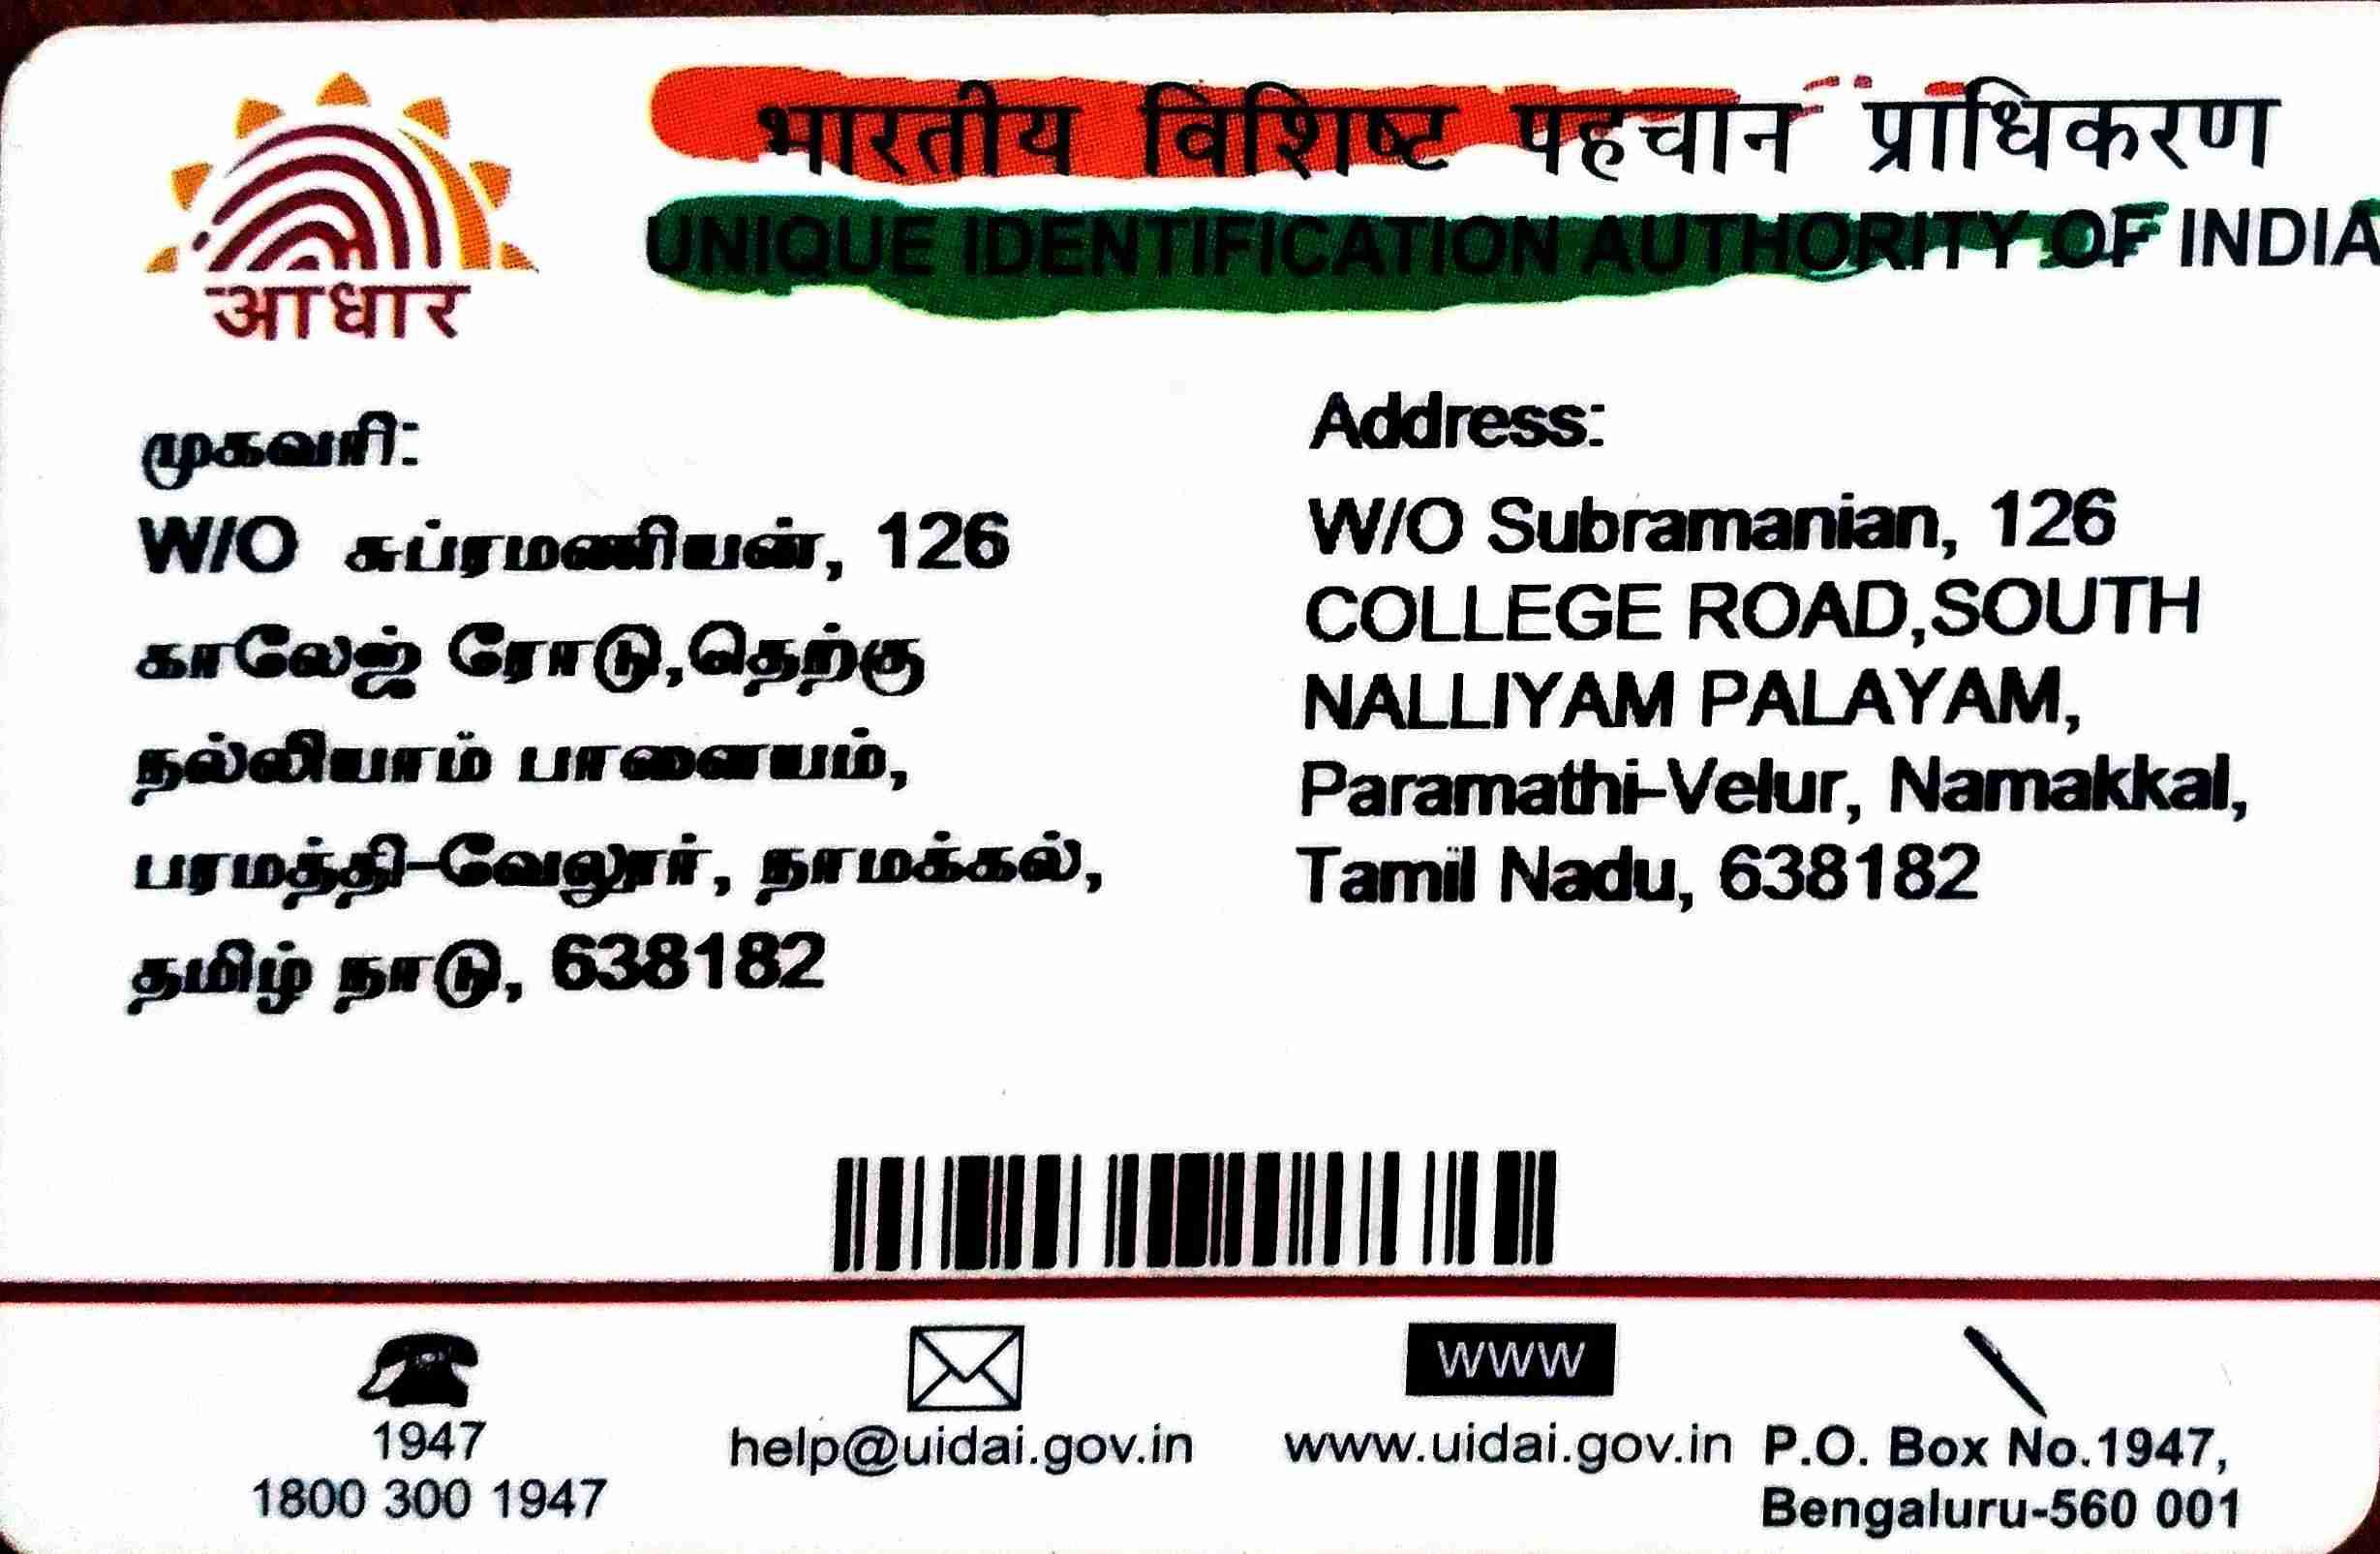 भारतीय विशिष्ट पहचान प्राधिकरण
UNIQUE IDENTIFICATION AUTHORITY OF INDIA
आधार
முகவரி:
W/O சுப்ரமணியன், 126
காலேஜ் ரோடு,தெற்கு
நல்லியாம் பாளையம்,
பரமத்தி-வேலூர், நாமக்கல்,
தமிழ் நாடு, 638182
Address:
W/O Subramanian, 126
COLLEGE ROAD,SOUTH
NALLIYAM PALAYAM,
Paramathi-Velur, Namakkal,
Tamil Nadu, 638182
1947
1800 300 1947
help@uidai.gov.in
WWW
www.uidai.gov.in
P.O. Box No.1947,
Bengaluru-560 001